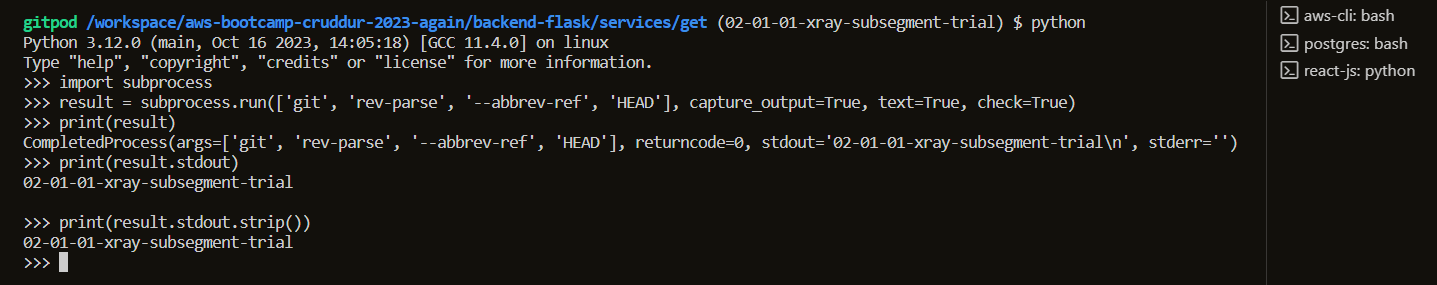 gitpod /workspace/aws-bootcamp-cruddur-2023-again/backend-flask/services/get (02-01-01-xray-subsegment-trial) $ python
Python 3.12.0 (main, Oct 16 2023, 14:05:18) [GCC 11.4.0] on linux
Type "help", "copyright", "credits" or "license" for more information.
>>> import subprocess
>>> result = subprocess.run(['git', 'rev-parse', '--abbrev-ref', 'HEAD'], capture_output=True, text=True, check=True)
>>> print(result)
CompletedProcess(args=['git', 'rev-parse', '--abbrev-ref', 'HEAD'], returncode=0, stdout='02-01-01-xray-subsegment-trial\n', stderr='')
>>> print(result.stdout)
02-01-01-xray-subsegment-trial

>>> print(result.stdout.strip())
02-01-01-xray-subsegment-trial
>>>
aws-cli: bash
postgres: bash
react-js: python